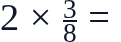 2 × 3/8 =